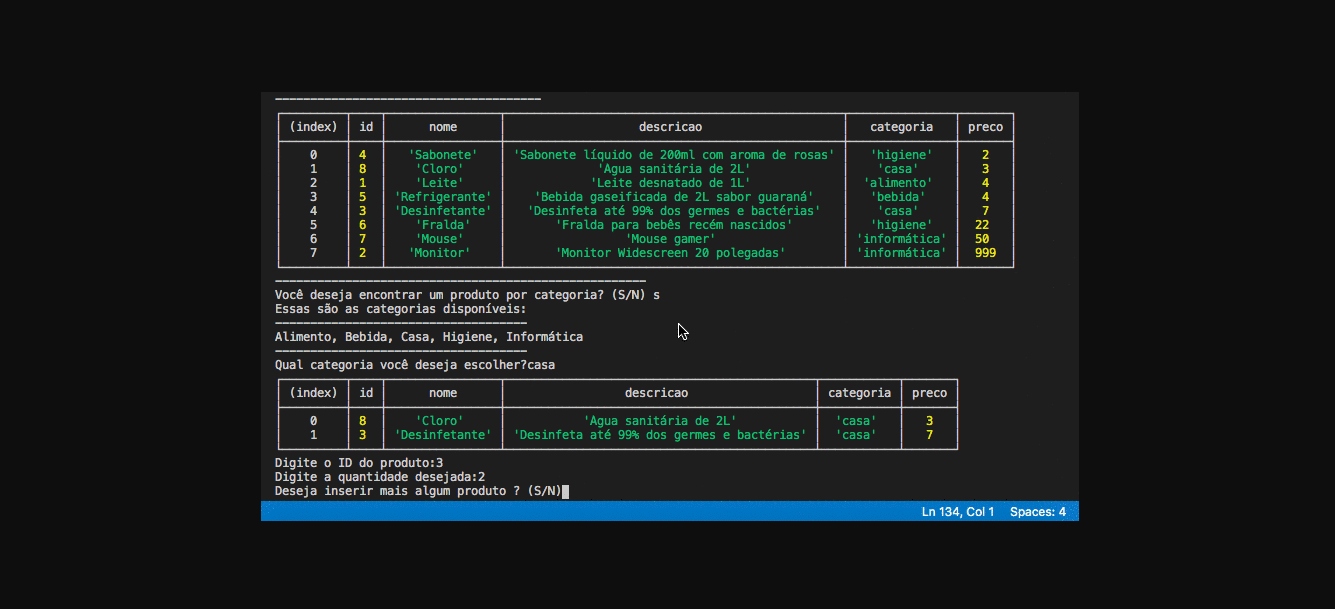 (index) id nome descricao categoria preco
0 4 'Sabonete' 'Sabonete líquido de 200ml com aroma de rosas' 'higiene' 2
1 8 'Cloro' 'Água sanitária de 2L' 'casa' 3
2 1 'Leite' 'Leite desnatado de 1L' 'alimento' 4
3 5 'Refrigerante' 'Bebida gaseificada de 2L sabor guaraná' 'bebida' 4
4 3 'Desinfetante' 'Desinfeta até 99% dos germes e bactérias' 'casa' 7
5 6 'Fralda' 'Fralda para bebês recém nascidos' 'higiene' 22
6 7 'Mouse' 'Mouse gamer' 'informática' 50
7 2 'Monitor' 'Monitor Widescreen 20 polegadas' 'informática' 999
Você deseja encontrar um produto por categoria? (S/N) s
Essas são as categorias disponíveis:
Alimento, Bebida, Casa, Higiene, Informática
Qual categoria você deseja escolher?casa
(index) id nome descricao categoria preco
0 8 'Cloro' 'Água sanitária de 2L' 'casa' 3
1 3 'Desinfetante' 'Desinfeta até 99% dos germes e bactérias' 'casa' 7
Digite o ID do produto:3
Digite a quantidade desejada:2
Deseja inserir mais algum produto ? (S/N)
Ln 134, Col 1 Spaces: 4